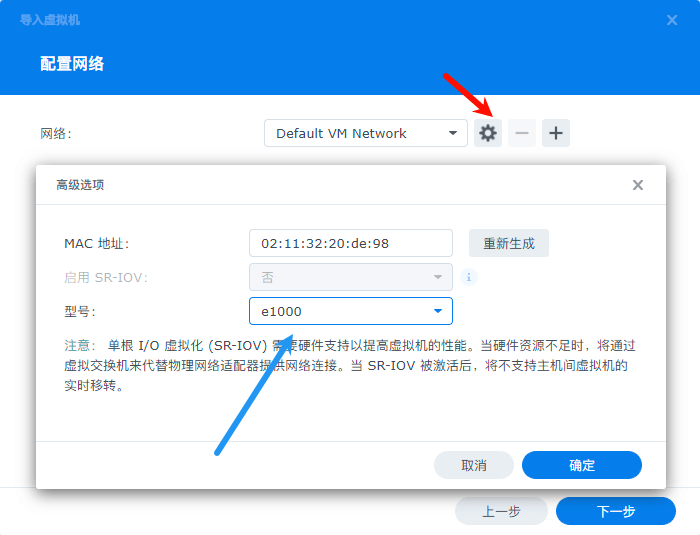 导入虚拟机
配置网络
网络:
Default VM Network
高级选项
MAC 地址:
02:11:32:20:de:98
重新生成
启用 SR-IOV:
否
i
型号:
e1000
注意: 单根 I/O 虚拟化 (SR-IOV) 需要硬件支持以提高虚拟机的性能。当硬件资源不足时，将通过
虚拟交换机来代替物理网络适配器提供网络连接。当 SR-IOV 被激活后，将不支持主机间虚拟机的
实时移转。
取消
确定
上一步
下一步